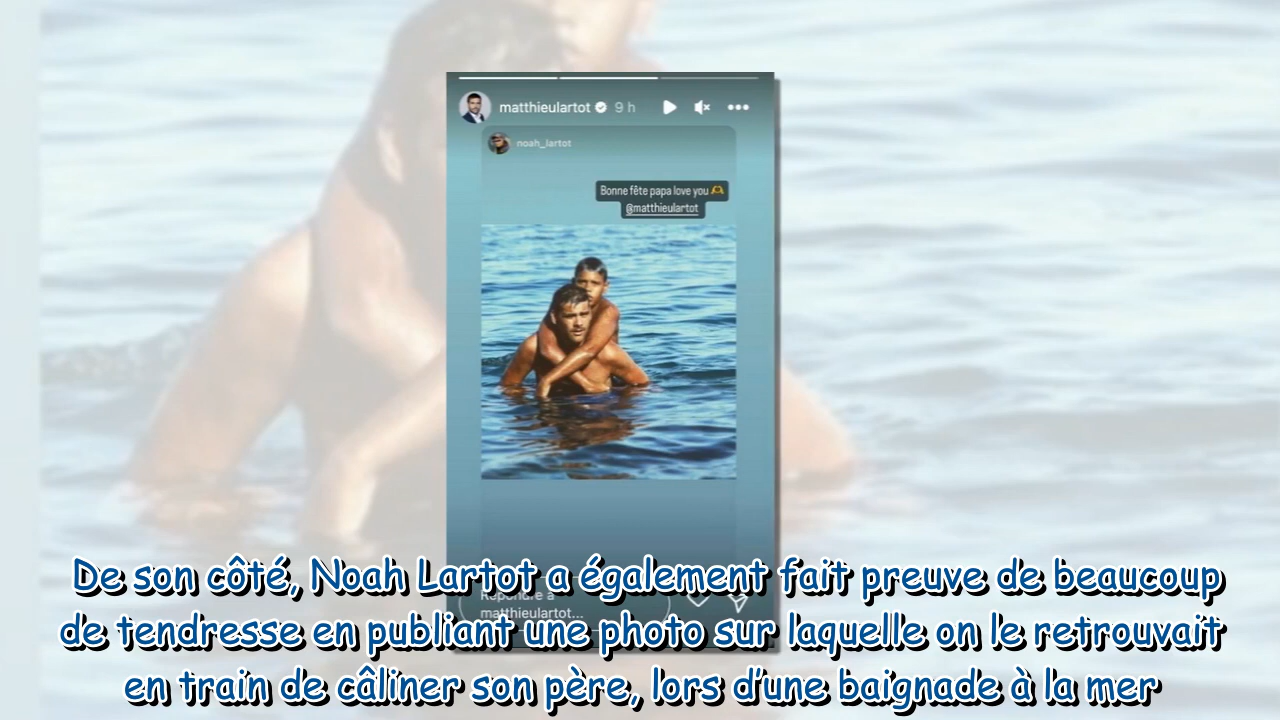 matthieulartot 9 h
noah_lartot
Bonne fête papa love you
@matthieulartot
De son côté, Noah Lartot a également fait preuve de beaucoup
Répondre à
matthieulartot...
de tendresse en publiant une photo sur laquelle on le retrouvait
en train de câliner son père, lors d'une baignade à la mer